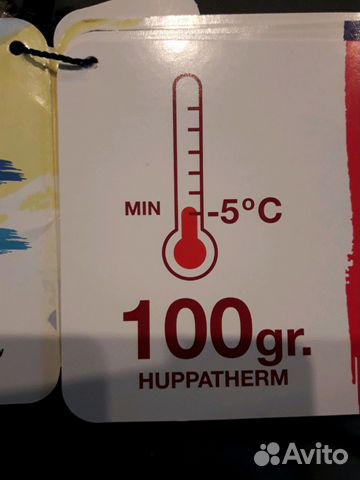 MIN -5°C
100gr.
HUPPATHERM
Avito